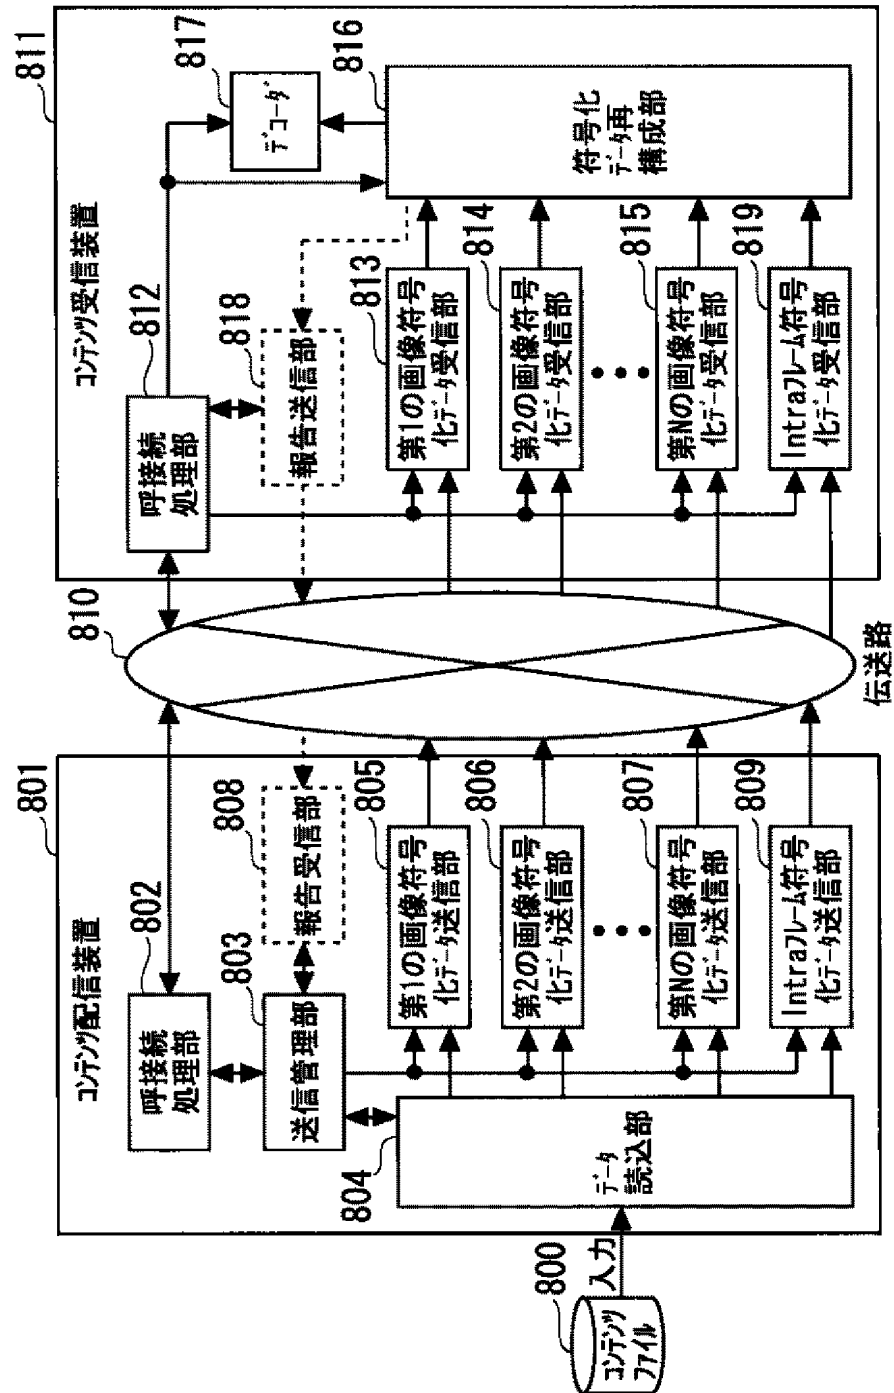 800
コンテンツ
ファイル
入力
801
コンテンツ配信装置
802
呼接続
処理部
803
送信管理部
804
データ
読込部
808
報告受信部
805
第1の画像符号
化データ送信部
806
第2の画像符号
化データ送信部
807
第Nの画像符号
化データ送信部
809
Intraフレーム符号
化データ送信部
810
伝送路
811
コンテンツ受信装置
812
呼接続
処理部
818
報告送信部
813
第1の画像符号
化データ受信部
814
第2の画像符号
化データ受信部
815
第Nの画像符号
化データ受信部
819
Intraフレーム符号
化データ受信部
817
デコーダ
816
符号化
データ再
構成部